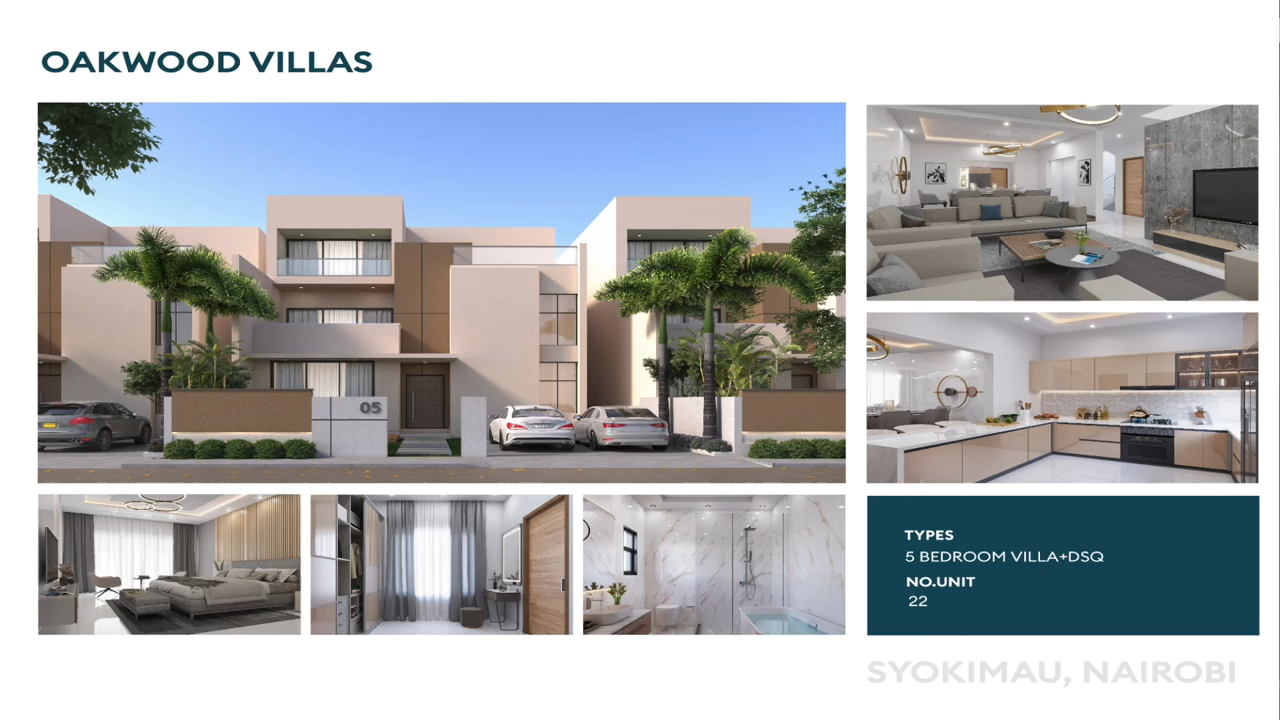 OAKWOOD VILLAS
05
TYPES
5 BEDROOM VILLA+DSQ
NO.UNIT
22
SYOKIMAU, NAIROBI